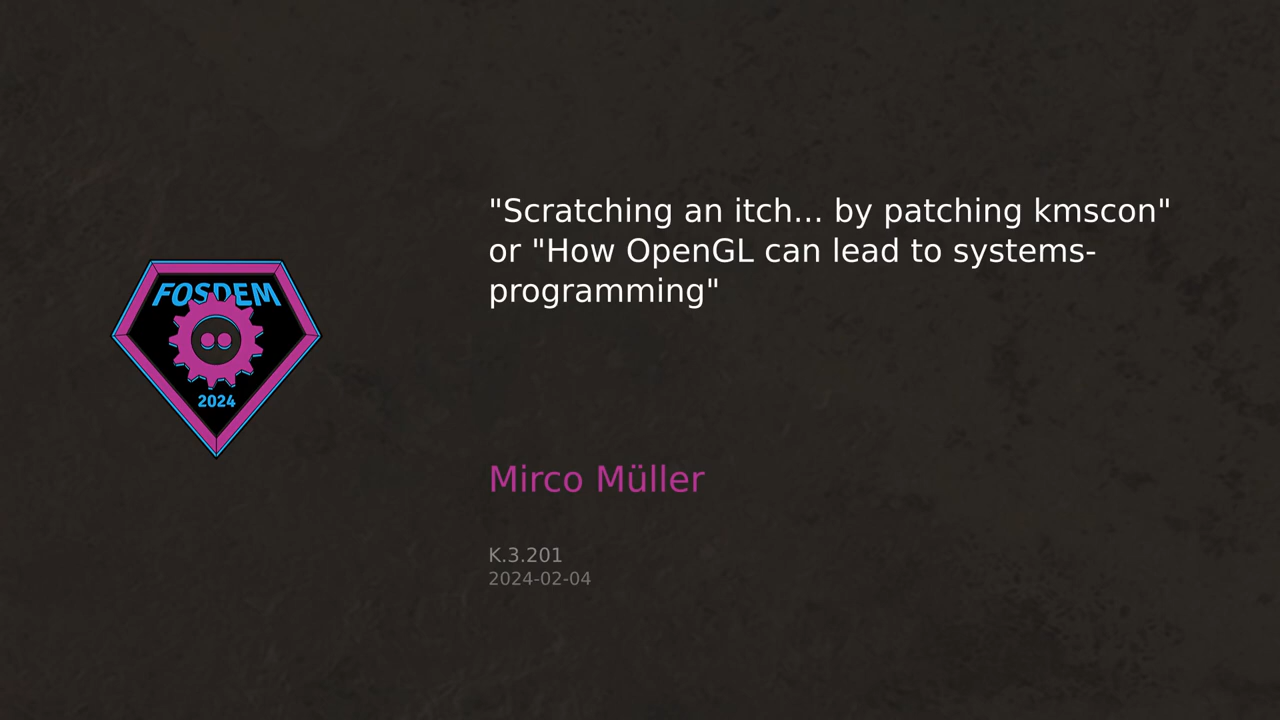 FOSDEM
2024
"Scratching an itch... by patching kmscon"
or "How OpenGL can lead to systems-
programming"
Mirco Müller
K.3.201
2024-02-04